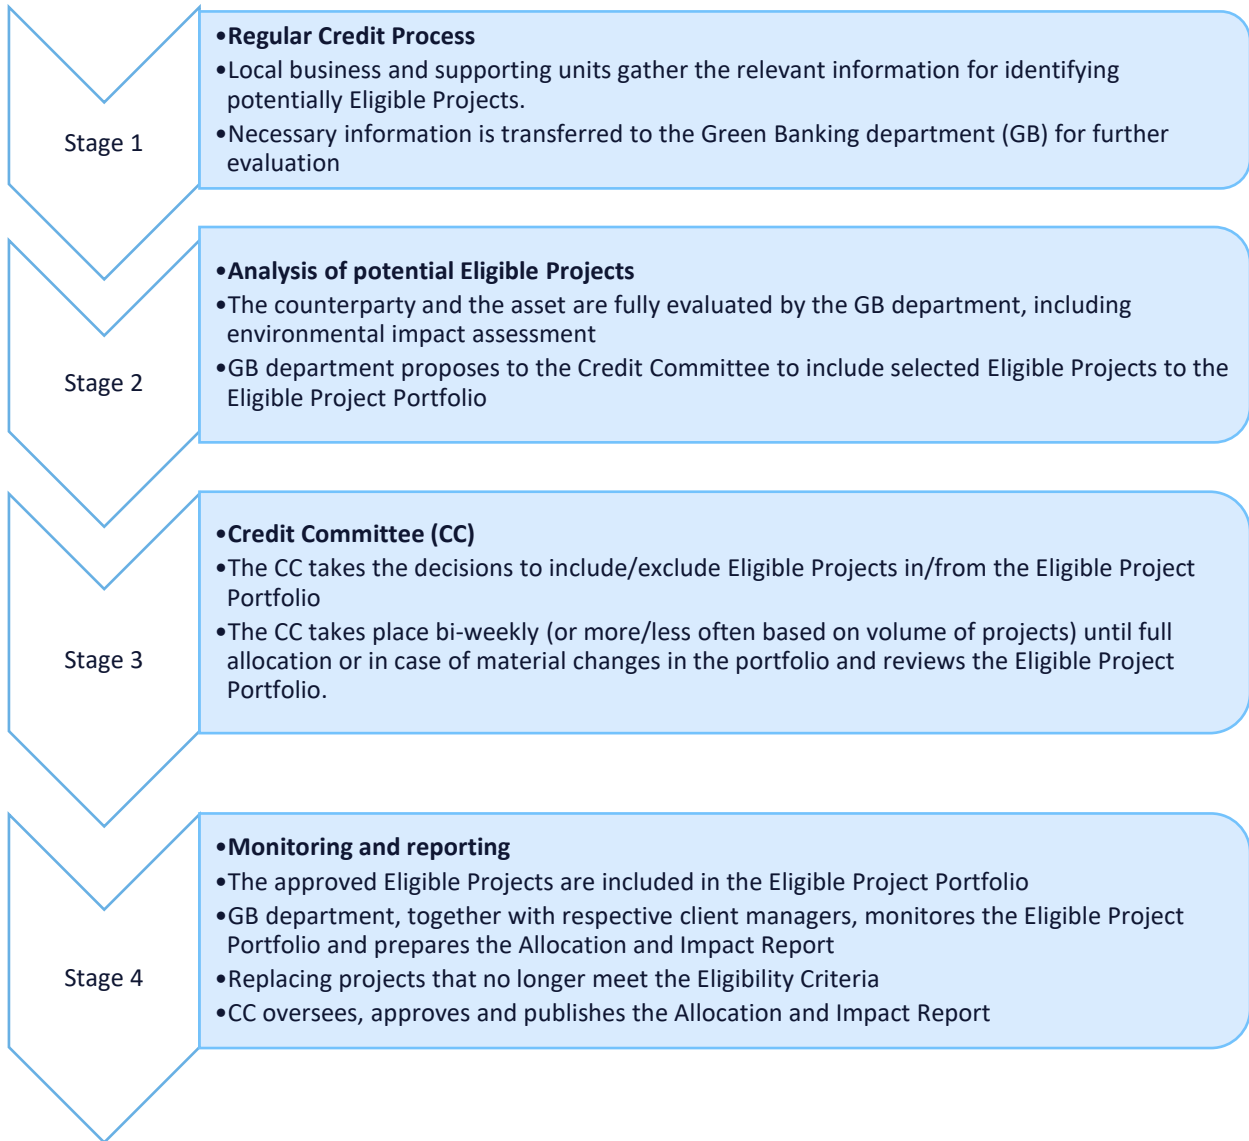 Stage 1
•Regular Credit Process
•Local business and supporting units gather the relevant information for identifying
potentially Eligible Projects.
•Necessary information is transferred to the Green Banking department (GB) for further
evaluation
Stage 2
•Analysis of potential Eligible Projects
•The counterparty and the asset are fully evaluated by the GB department, including
environmental impact assessment
•GB department proposes to the Credit Committee to include selected Eligible Projects to the
Eligible Project Portfolio
Stage 3
•Credit Committee (CC)
•The CC takes the decisions to include/exclude Eligible Projects in/from the Eligible Project
Portfolio
•The CC takes place bi-weekly (or more/less often based on volume of projects) until full
allocation or in case of material changes in the portfolio and reviews the Eligible Project
Portfolio.
Stage 4
•Monitoring and reporting
•The approved Eligible Projects are included in the Eligible Project Portfolio
•GB department, together with respective client managers, monitores the Eligible Project
Portfolio and prepares the Allocation and Impact Report
•Replacing projects that no longer meet the Eligibility Criteria
•CC oversees, approves and publishes the Allocation and Impact Report